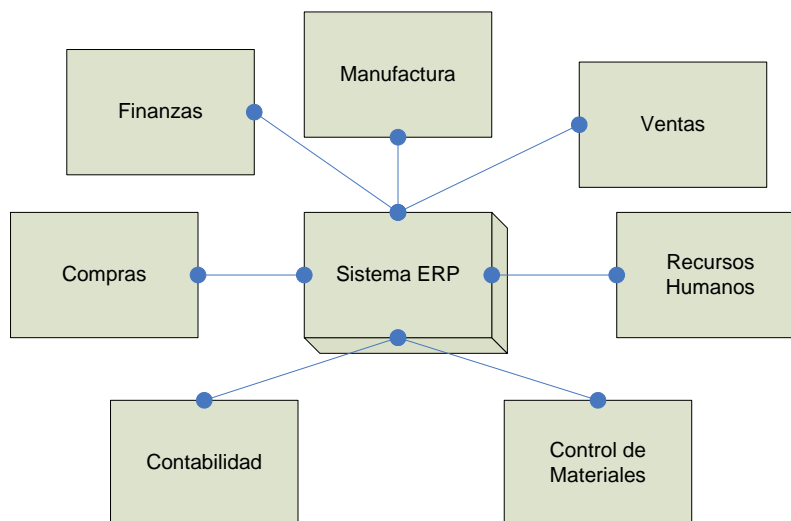 Manufactura
Finanzas
Ventas
Compras
Sistema ERP
Recursos
Humanos
Contabilidad
Control de
Materiales